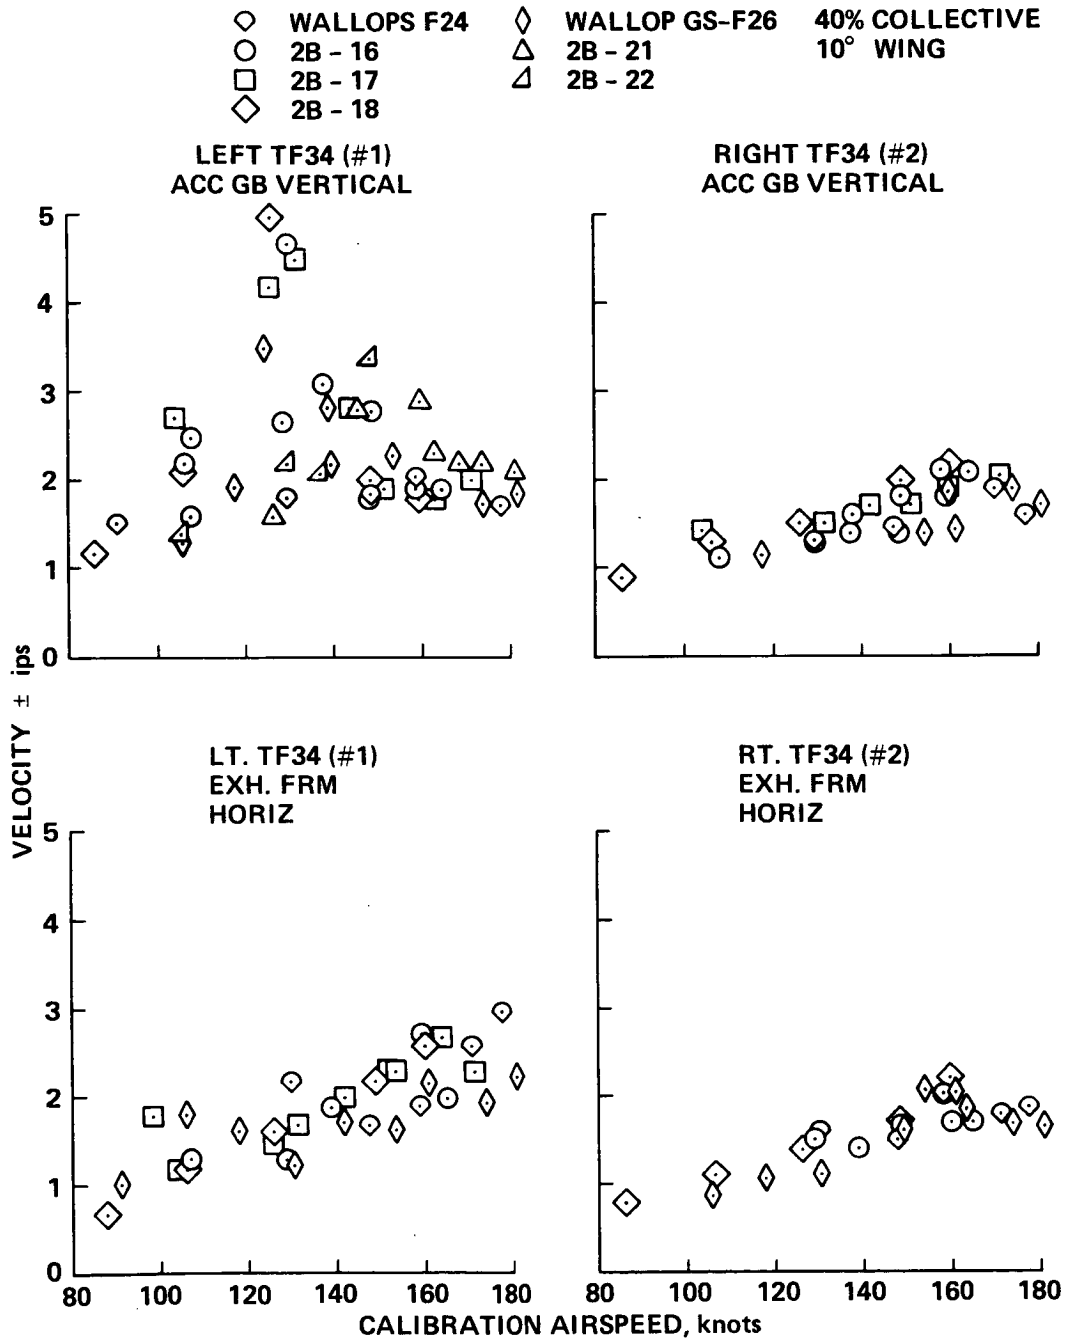 WALLOPS F24
2B - 16
2B - 17
2B - 18
WALLOP GS-F26
2B - 21
2B - 22
40% COLLECTIVE
10° WING
LEFT TF34 (#1)
ACC GB VERTICAL
RIGHT TF34 (#2)
ACC GB VERTICAL
5
4
3
2
1
0
VELOCITY ± ips
LT. TF34 (#1)
EXH. FRM
HORIZ
RT. TF34 (#2)
EXH. FRM
HORIZ
5
4
3
2
1
0
80 100 120 140 160 180
80 100 120 140 160 180
CALIBRATION AIRSPEED, knots